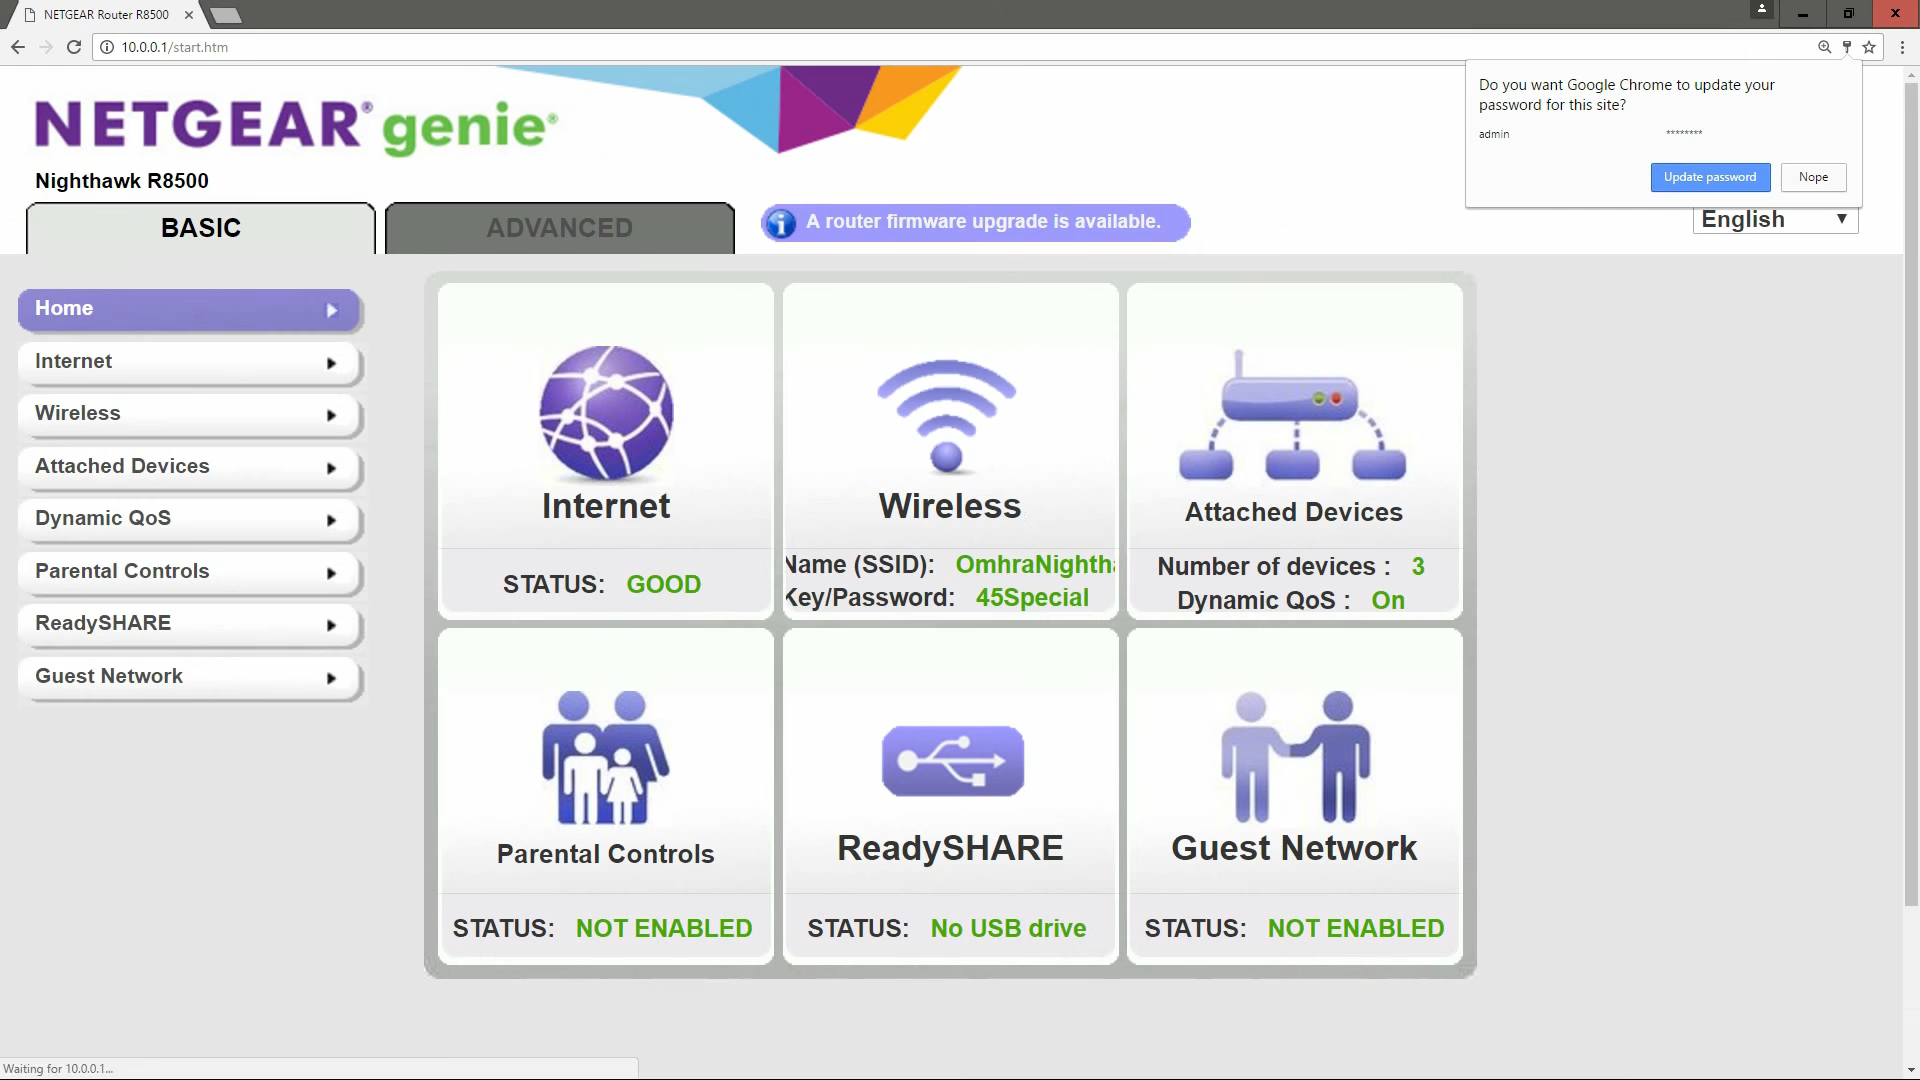 NETGEAR Router R8500
10.0.0.1/start.htm
Do you want Google Chrome to update your
password for this site?
admin ********
Update password Nope
NETGEAR® genie®
Nighthawk R8500
BASIC ADVANCED
A router firmware upgrade is available.
English
Home
Internet
Wireless
Attached Devices
Dynamic QoS
Parental Controls
ReadySHARE
Guest Network
Internet
STATUS: GOOD
Wireless
Name (SSID): OmhraNightha
Key/Password: 45Special
Attached Devices
Number of devices : 3
Dynamic QoS : On
Parental Controls
STATUS: NOT ENABLED
ReadySHARE
STATUS: No USB drive
Guest Network
STATUS: NOT ENABLED
Waiting for 10.0.0.1...